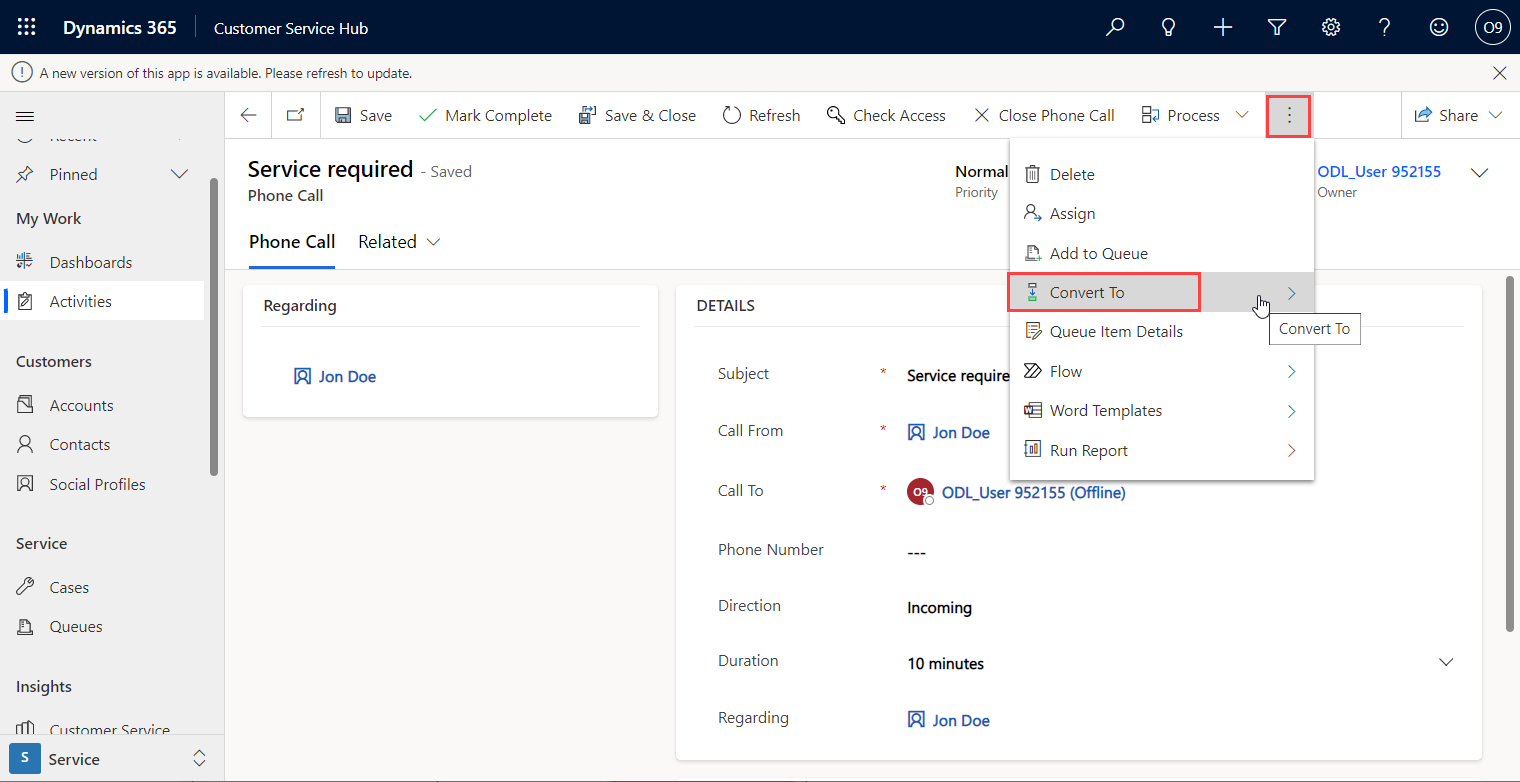 Dynamics 365
Customer Service Hub
O9
A new version of this app is available. Please refresh to update.
Recent
Pinned
My Work
Dashboards
Activities
Customers
Accounts
Contacts
Social Profiles
Service
Cases
Queues
Insights
Customer Service
S Service
Save
Mark Complete
Save & Close
Refresh
Check Access
Close Phone Call
Process
Share
Service required - Saved
Phone Call
Normal
Priority
ODL_User 952155
Owner
Phone Call
Related
Delete
Assign
Add to Queue
Convert To
Queue Item Details
Flow
Word Templates
Run Report
Convert To
Regarding
Jon Doe
DETAILS
Subject * Service require
Call From * Jon Doe
Call To * O9 ODL_User 952155 (Offline)
Phone Number ---
Direction Incoming
Duration 10 minutes
Regarding Jon Doe